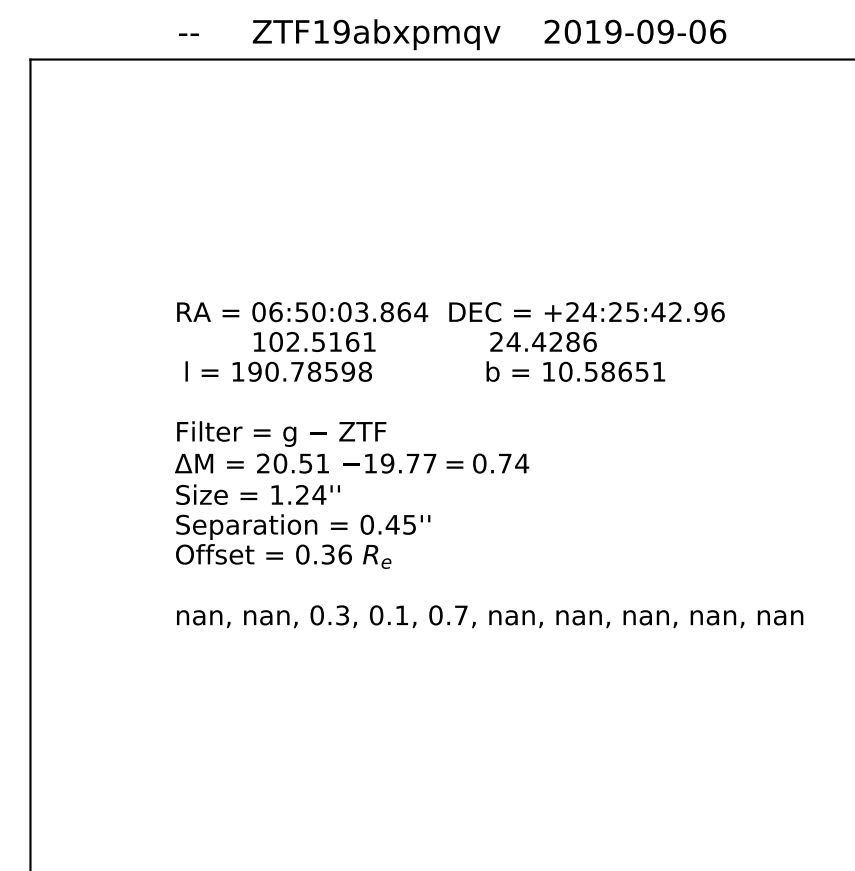 -- ZTF19abxpmqv 2019-09-06
RA = 06:50:03.864 DEC = +24:25:42.96
102.5161 24.4286
l = 190.78598 b = 10.58651
Filter = g − ZTF
ΔM = 20.51 −19.77 = 0.74
Size = 1.24''
Separation = 0.45''
Offset = 0.36 Re
nan, nan, 0.3, 0.1, 0.7, nan, nan, nan, nan, nan